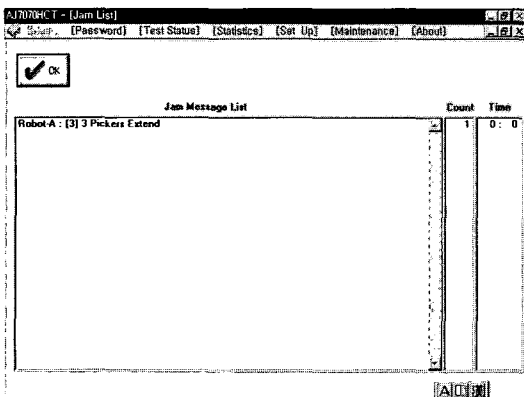 AJ7070HCT - [Jam List]
[Password] [Test Status] [Statistics] [Set Up] [Maintenance] [About]
OK
Jam Message List Count Time
Robot-A : [3] 3 Pickers Extend 1 0 : 0
A